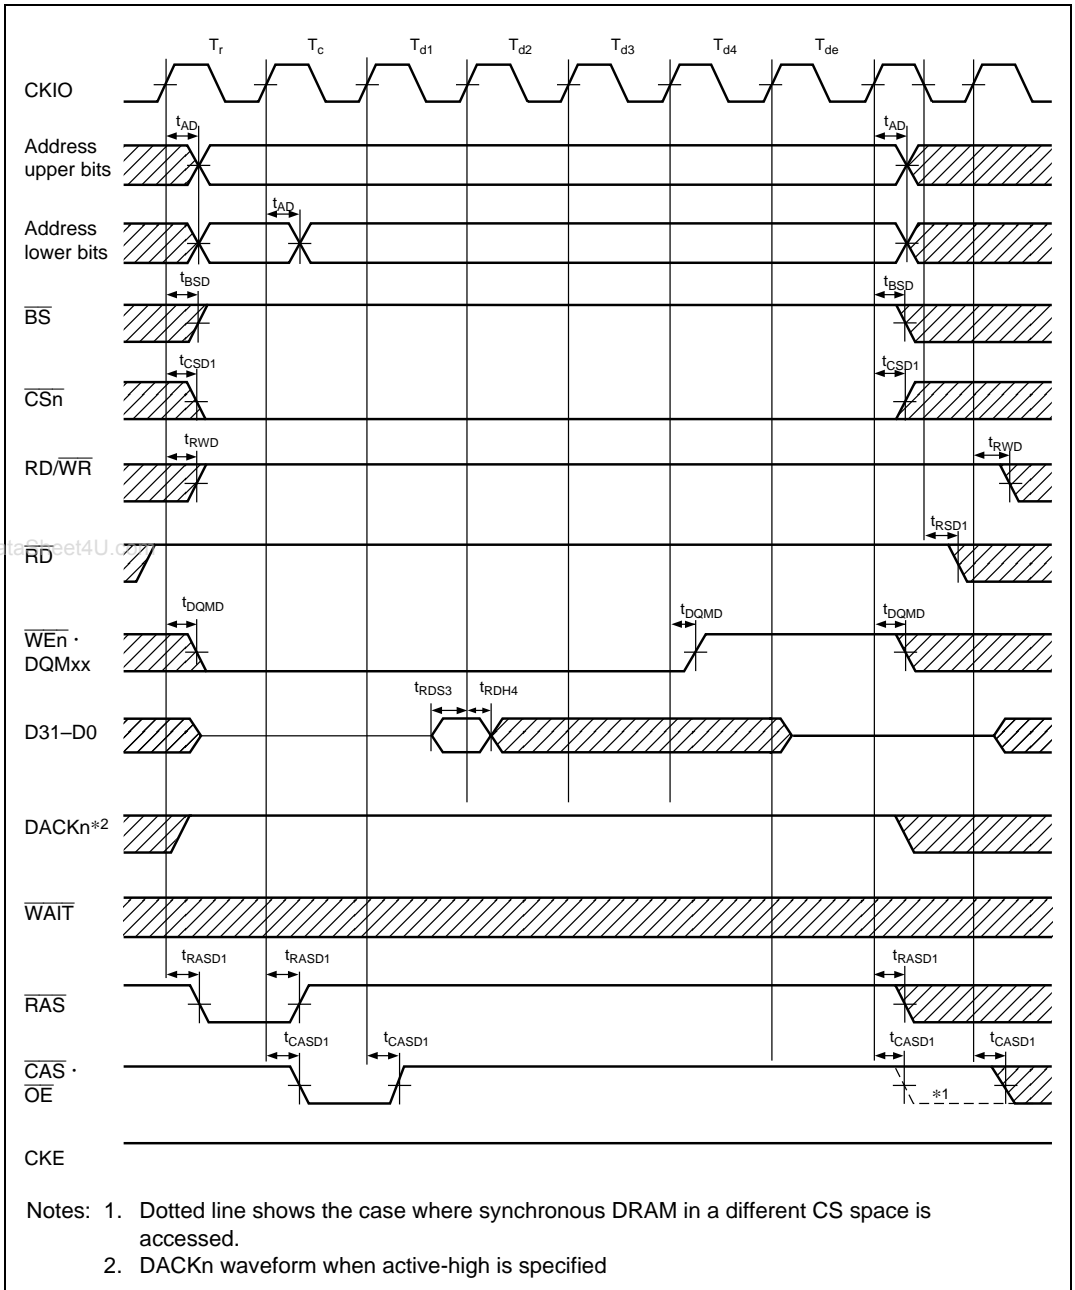 Tr Tc Td1 Td2 Td3 Td4 Tde
CKIO
tAD tAD
Address
upper bits
tAD
Address
lower bits
tBSD tBSD
BS
tCSD1 tCSD1
CSn
tRWD tRWD
RD/WR
tRSD1
RD
tDQMD tDQMD tDQMD
WEn ·
DQMxx
tRDS3 tRDH4
D31–D0
DACKn*2
WAIT
tRASD1 tRASD1 tRASD1
RAS
tCASD1 tCASD1 tCASD1 tCASD1
CAS ·
OE
*1
CKE
Notes: 1. Dotted line shows the case where synchronous DRAM in a different CS space is
accessed.
2. DACKn waveform when active-high is specified